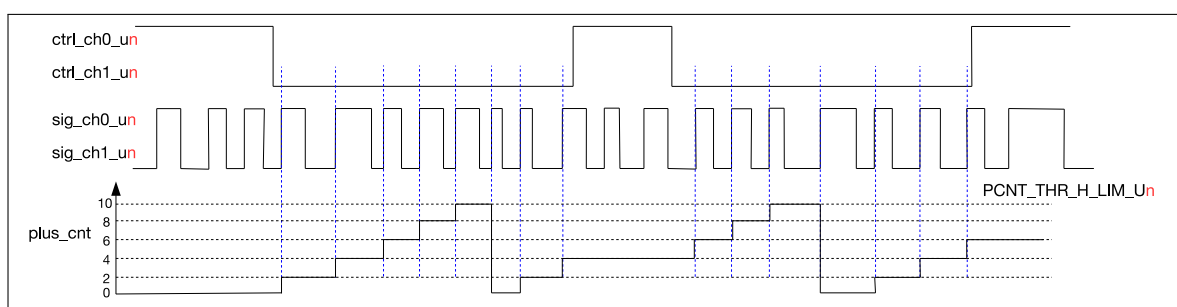 ctrl_ch0_un
ctrl_ch1_un
sig_ch0_un
sig_ch1_un
PCNT_THR_H_LIM_Un
10
8
plus_cnt
6
4
2
0